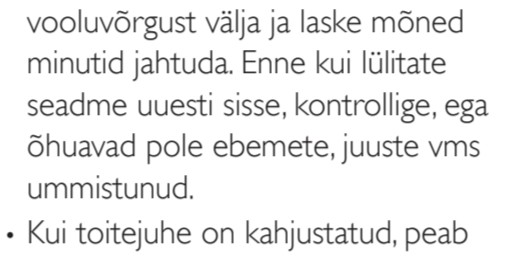 vooluvõrgust välja ja laske mõned
minutid jahtuda. Enne kui lülitate
seadme uuesti sisse, kontrollige, ega
õhuavad pole ebemete, juuste vms
ummistunud.
• Kui toitejuhe on kahjustatud, peab